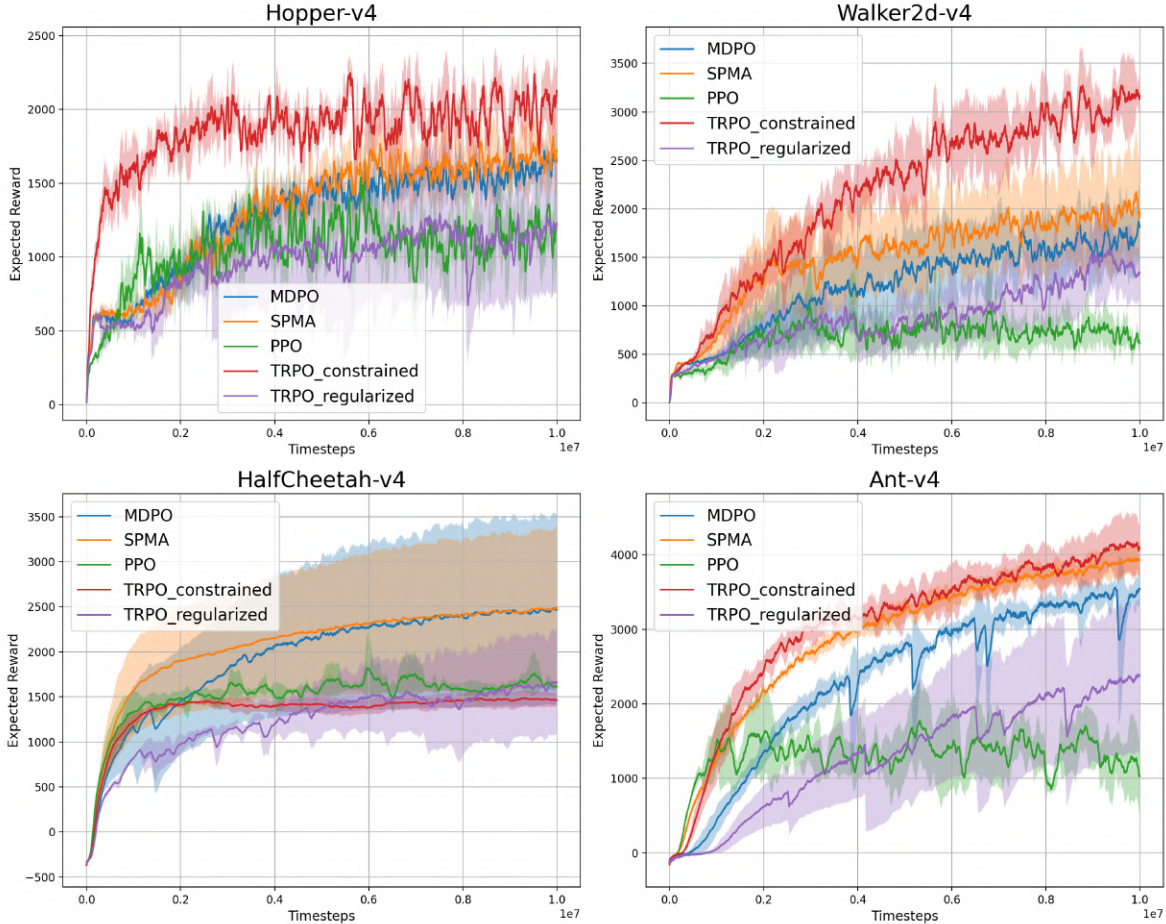 Hopper-v4
Expected Reward
2500
2000
1500
1000
500
0
MDPO
SPMA
PPO
TRPO_constrained
TRPO_regularized
0.0 0.2 0.4 0.6 0.8 1.0
Timesteps
1e7
Walker2d-v4
Expected Reward
3500
3000
2500
2000
1500
1000
500
0
MDPO
SPMA
PPO
TRPO_constrained
TRPO_regularized
0.0 0.2 0.4 0.6 0.8 1.0
Timesteps
1e7
HalfCheetah-v4
Expected Reward
3500
3000
2500
2000
1500
1000
500
0
−500
MDPO
SPMA
PPO
TRPO_constrained
TRPO_regularized
0.0 0.2 0.4 0.6 0.8 1.0
Timesteps
1e7
Ant-v4
Expected Reward
4000
3000
2000
1000
0
MDPO
SPMA
PPO
TRPO_constrained
TRPO_regularized
0.0 0.2 0.4 0.6 0.8 1.0
Timesteps
1e7